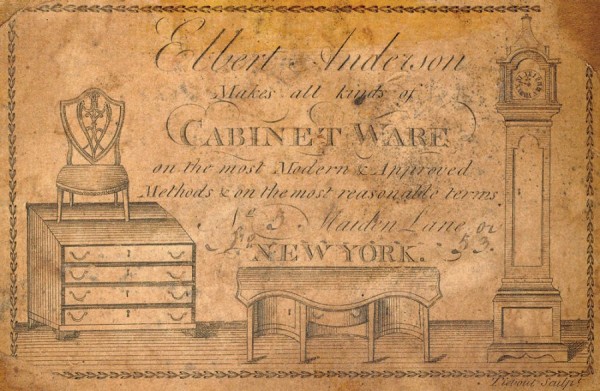 Elbert Anderson
Makes all kinds of
CABINET WARE
on the most Modern & Approved
Methods & on the most reasonable terms
No. 5 Maiden Lane or
53.
NEW YORK.
Sculpt.